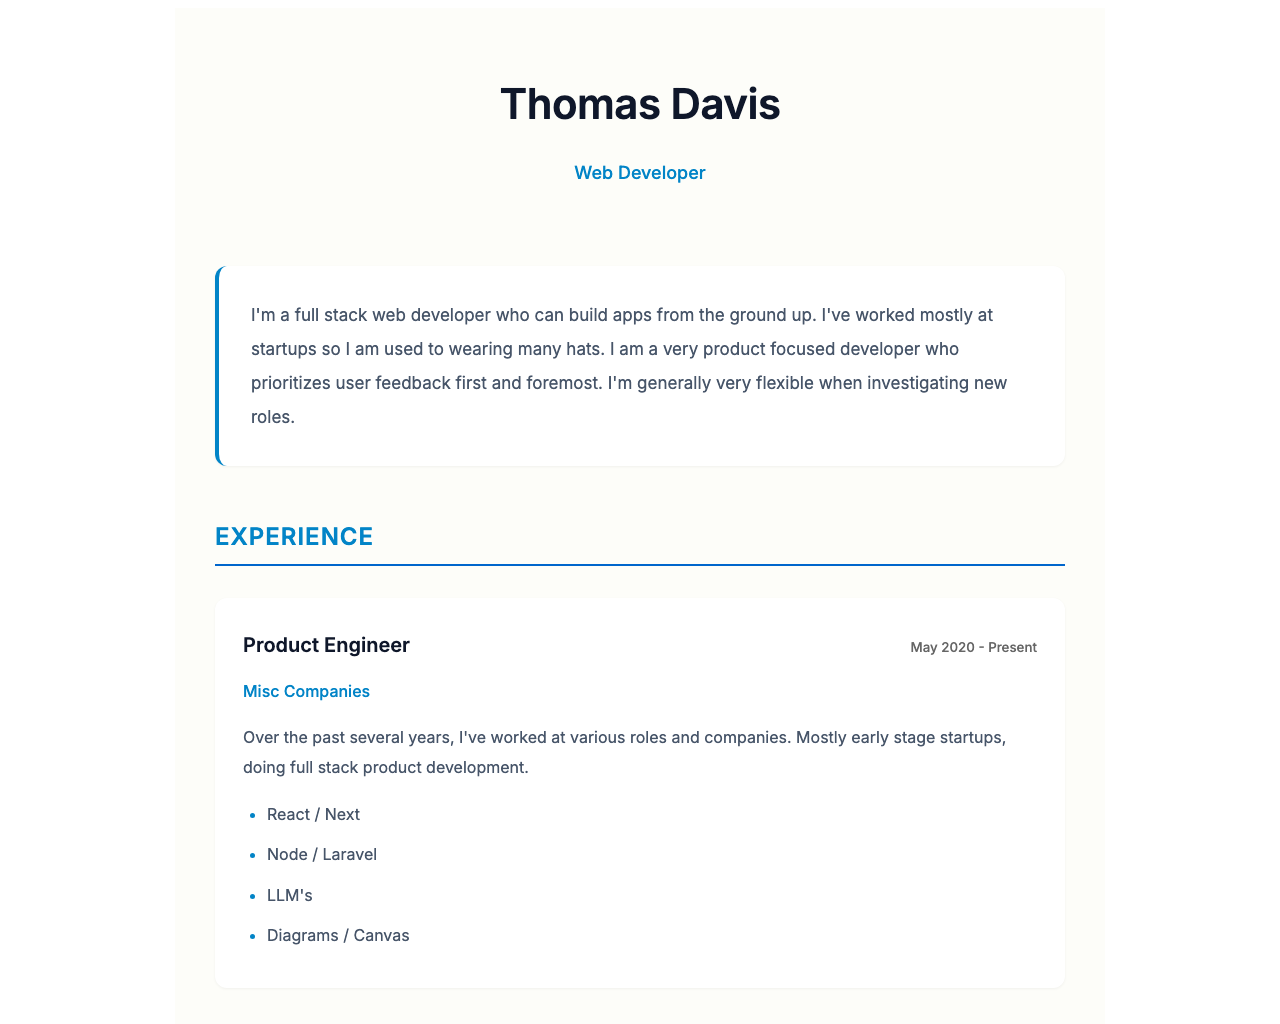 Thomas Davis
Web Developer
I'm a full stack web developer who can build apps from the ground up. I've worked mostly at
startups so I am used to wearing many hats. I am a very product focused developer who
prioritizes user feedback first and foremost. I'm generally very flexible when investigating new
roles.
EXPERIENCE
Product Engineer
May 2020 - Present
Misc Companies
Over the past several years, I've worked at various roles and companies. Mostly early stage startups,
doing full stack product development.
React / Next
Node / Laravel
LLM's
Diagrams / Canvas